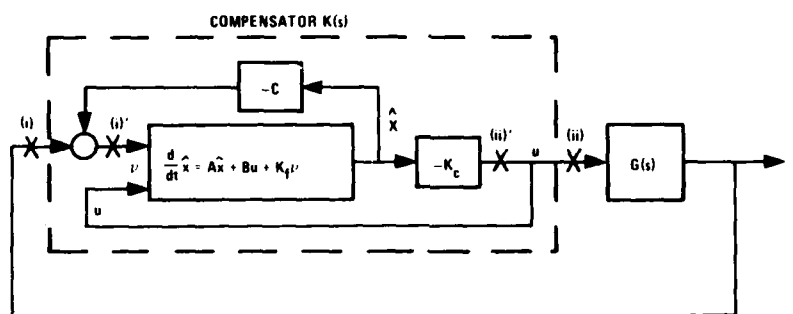 COMPENSATOR K(s)
-C
(i)
(i)'
x̂
(ii)'
(ii)
ν
d/dt x̂ = Ax̂ + Bu + K_f ν
-K_c
u
G(s)
u